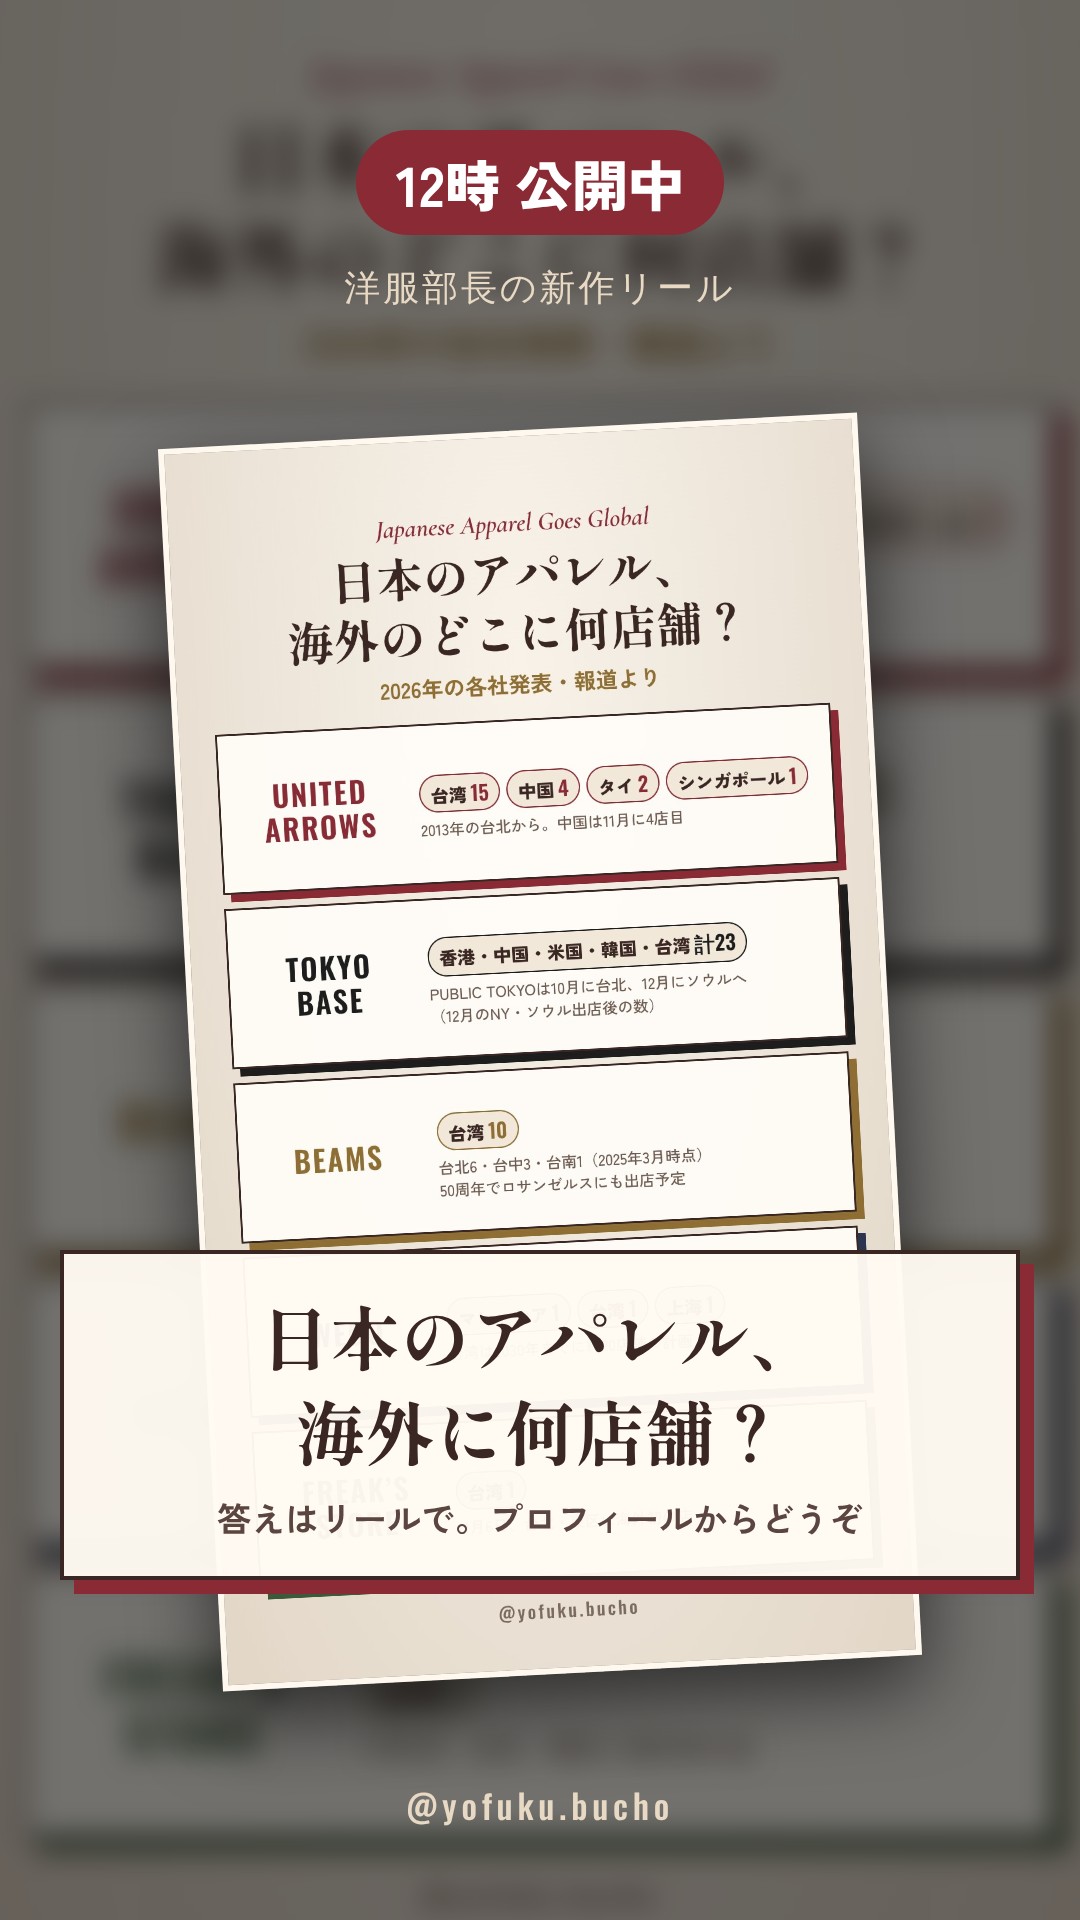 12時 公開中
洋服部長の新作リール
Japanese Apparel Goes Global
日本のアパレル、
海外のどこに何店舗？
2026年の各社発表・報道より
UNITED
ARROWS
台湾 15 中国 4 タイ 2 シンガポール 1
2013年の台北から。中国は11月に4店目
TOKYO
BASE
香港・中国・米国・韓国・台湾 計23
PUBLIC TOKYOは10月に台北、12月にソウルへ
（12月のNY・ソウル出店後の数）
BEAMS
台湾 10
台北6・台中3・台南1（2025年3月時点）
50周年でロサンゼルスにも出店予定
日本のアパレル、
海外に何店舗？
FREAK'S
台湾 1
答えはリールで。プロフィールからどうぞ
@yofuku.bucho
@yofuku.bucho